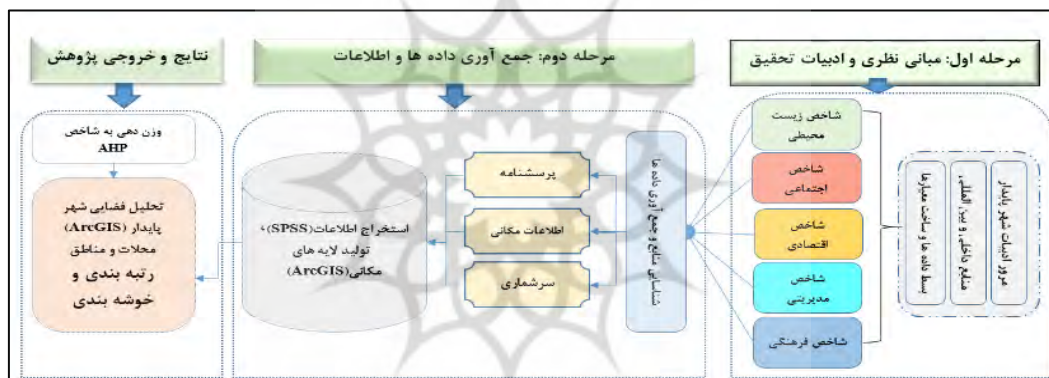 مرحله اول: مبانی نظری و ادبیات تحقیق
مرحله دوم: جمع آوری داده ها و اطلاعات
نتایج و خروجی پژوهش
مرور ادبیات شهر پایدار
منابع داخلی و بین المللی
بسط داده ها و ساخت معیارها
شاخص زیست
محیطی
شاخص
اجتماعی
شاخص
اقتصادی
شاخص
مدیریتی
شاخص فرهنگی
شناسائی منابع و جمع آوری داده ها
پرسشنامه
اطلاعات مکانی
سرشماری
استخراج اطلاعات(SPSS)،
تولید لایه های
مکانی(ArcGIS)
وزن دهی به شاخص
AHP
تحلیل فضایی شهر
پایدار (ArcGIS)
محلات و مناطق
رتبه بندی و
خوشه بندی